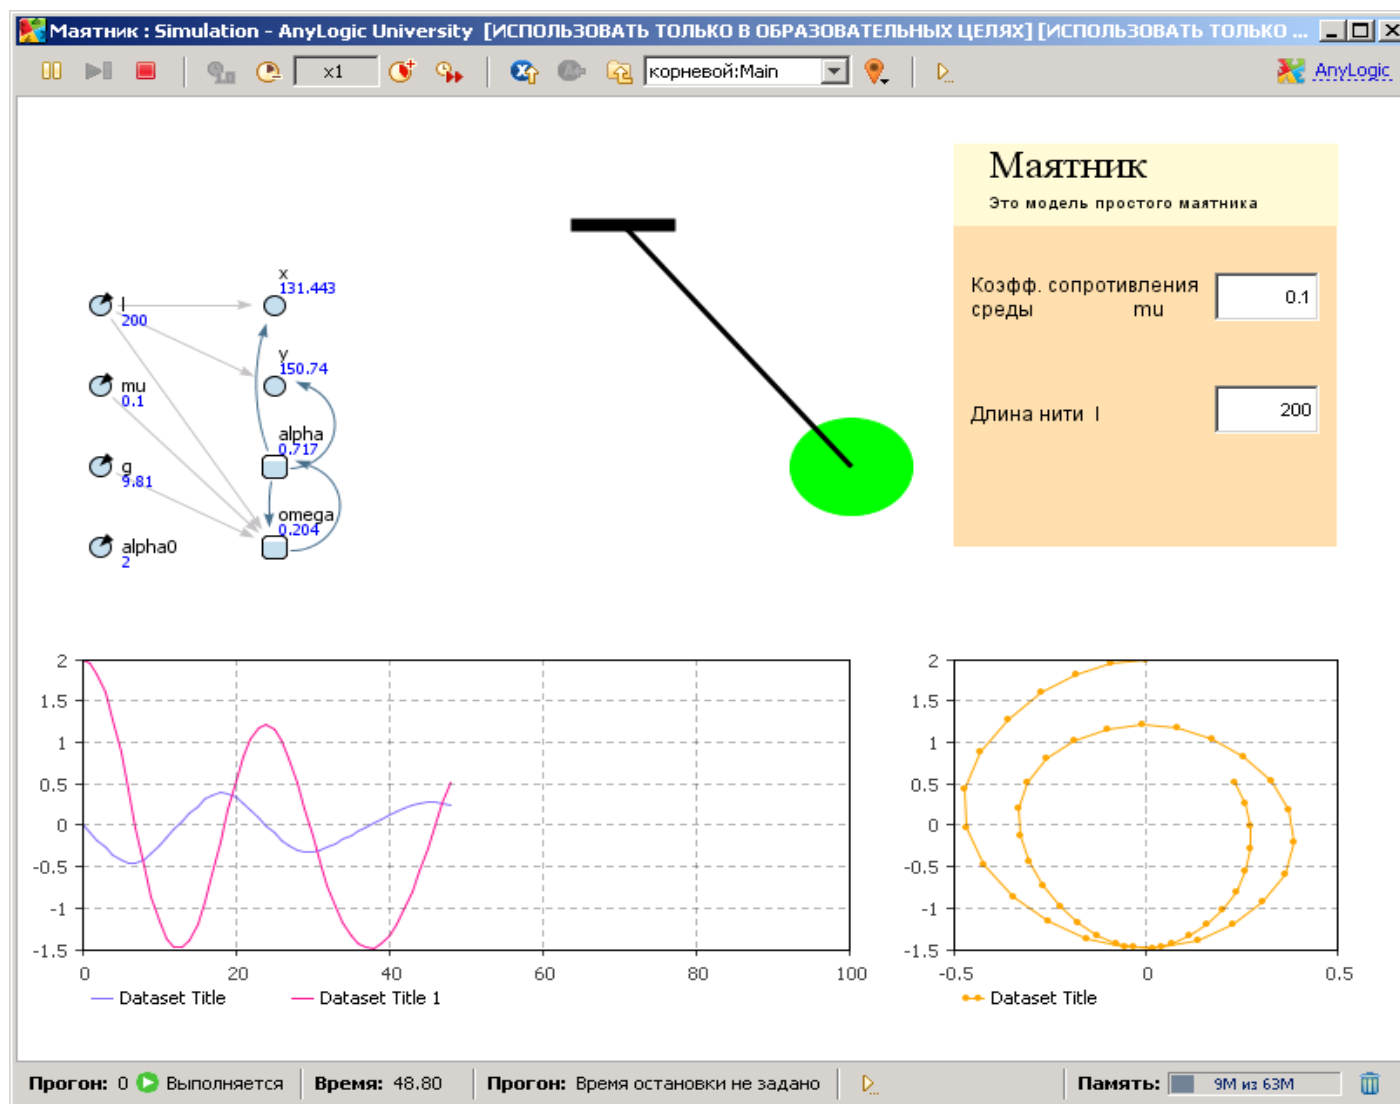 Маятник : Simulation - AnyLogic University [ИСПОЛЬЗОВАТЬ ТОЛЬКО В ОБРАЗОВАТЕЛЬНЫХ ЦЕЛЯХ] [ИСПОЛЬЗОВАТЬ ТОЛЬКО ...
x1
корневой:Main
AnyLogic
Маятник
Это модель простого маятника
Коэфф. сопротивления
среды mu
0.1
Длина нити l
200
l
200
mu
0.1
g
9.81
alpha0
2
x
131.443
y
150.74
alpha
0.717
omega
0.204
2
1.5
1
0.5
0
-0.5
-1
-1.5
0 20 40 60 80 100
Dataset Title Dataset Title 1
2
1.5
1
0.5
0
-0.5
-1
-1.5
-0.5 0 0.5
Dataset Title
Прогон: 0 Выполняется Время: 48.80 Прогон: Время остановки не задано Память: 9M из 63M